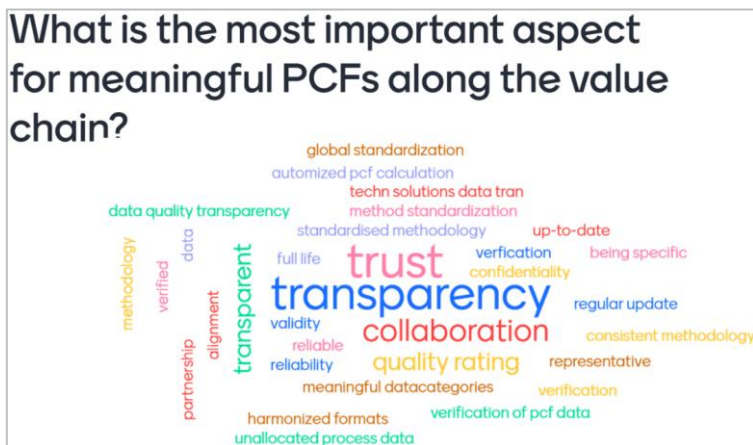 What is the most important aspect
for meaningful PCFs along the value
chain?
global standardization
automized pcf calculation
techn solutions data tran
data quality transparency
method standardization
standardised methodology
up-to-date
methodology
verified
data
transparent
full life
trust
verfication
being specific
confidentiality
transparency
regular update
alignment
validity
collaboration
consistent methodology
reliable
partnership
reliability
quality rating
representative
meaningful datacategories
verification
harmonized formats
verification of pcf data
unallocated process data